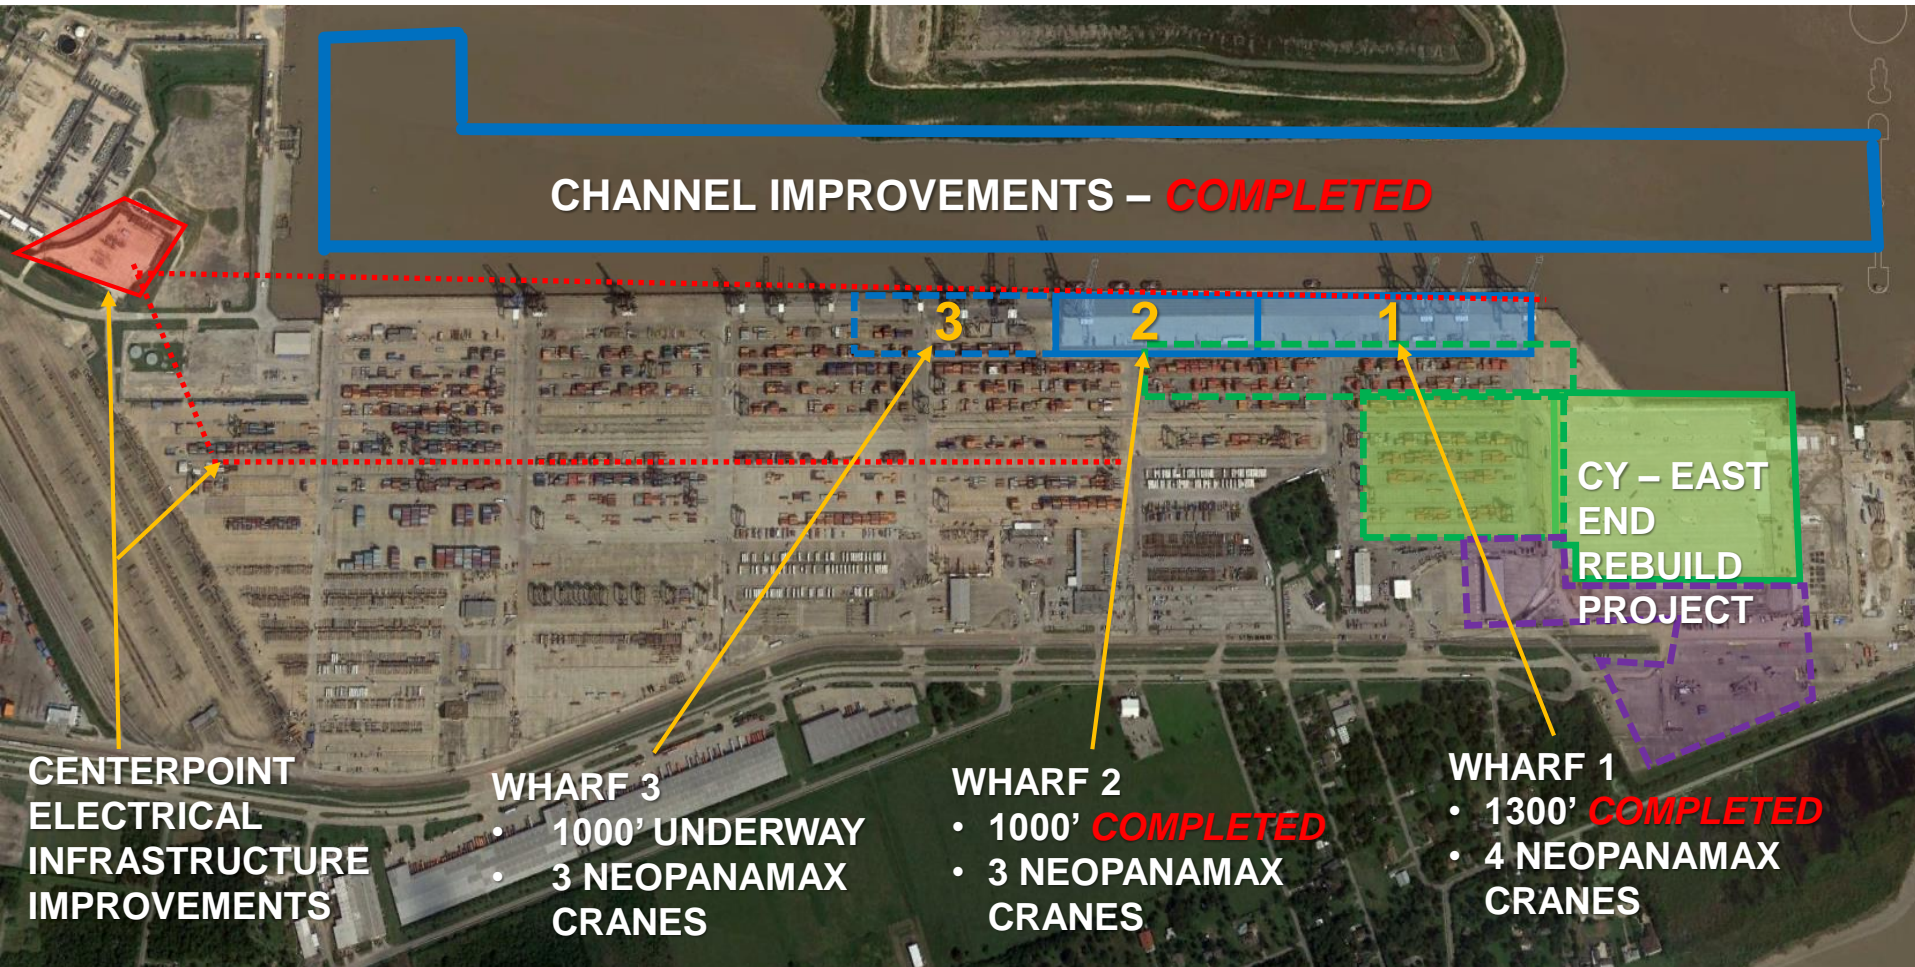 CHANNEL IMPROVEMENTS – COMPLETED
3
2
1
CY – EAST
END
REBUILD
PROJECT
CENTERPOINT
ELECTRICAL
INFRASTRUCTURE
IMPROVEMENTS
WHARF 3
• 1000’ UNDERWAY
• 3 NEOPANAMAX
CRANES
WHARF 2
• 1000’ COMPLETED
• 3 NEOPANAMAX
CRANES
WHARF 1
• 1300’ COMPLETED
• 4 NEOPANAMAX
CRANES